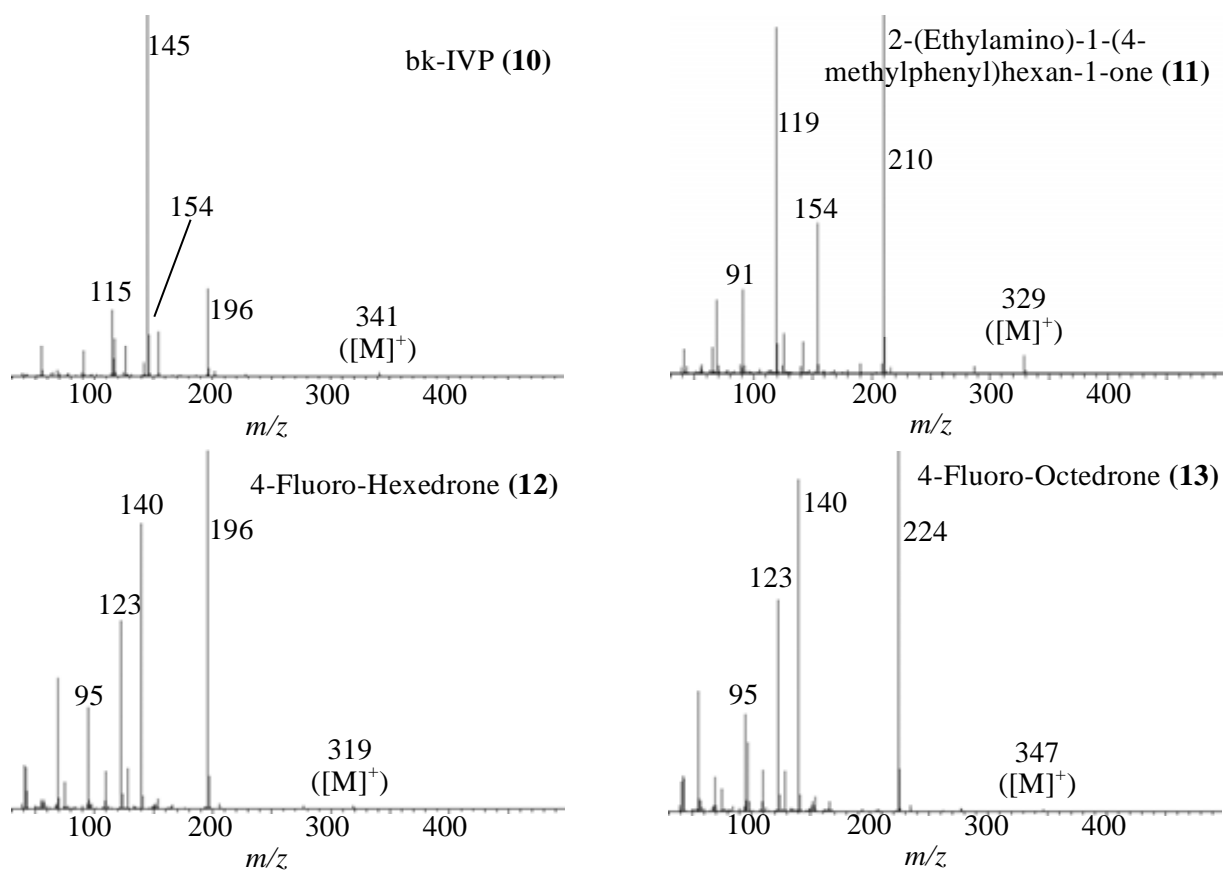 145
bk-IVP (10)
154
115
196
341
([M]+)
100 200 300 400
m/z
2-(Ethylamino)-1-(4-
methylphenyl)hexan-1-one (11)
119
210
154
91
329
([M]+)
100 200 300 400
m/z
4-Fluoro-Hexedrone (12)
140
196
123
95
319
([M]+)
100 200 300 400
m/z
4-Fluoro-Octedrone (13)
140
224
123
95
347
([M]+)
100 200 300 400
m/z